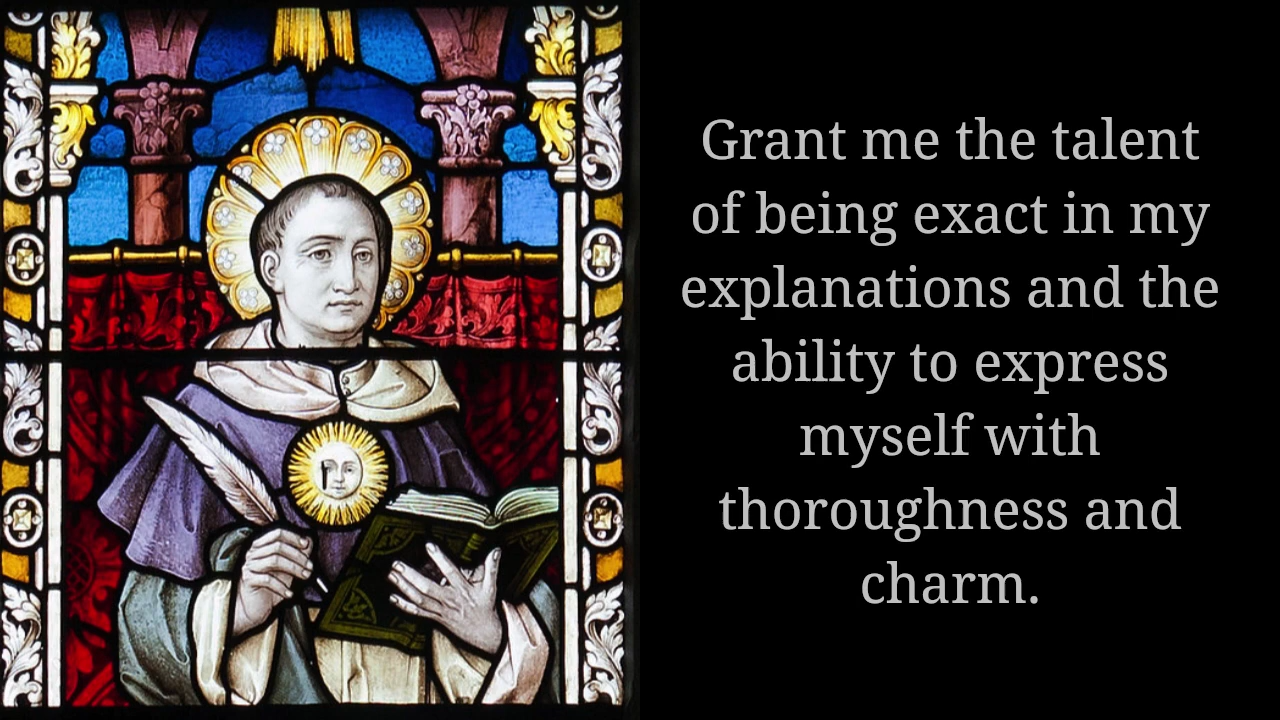 Grant me the talent
of being exact in my
explanations and the
ability to express
myself with
thoroughness and
charm.